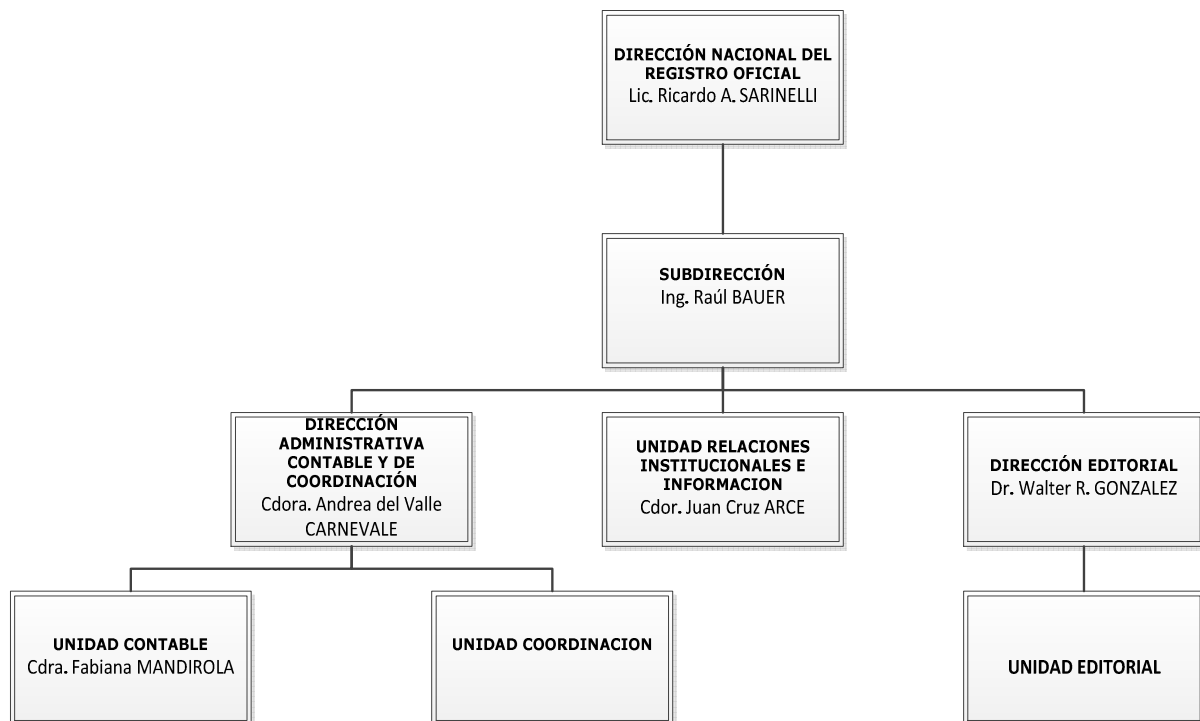 DIRECCIÓN NACIONAL DEL
REGISTRO OFICIAL
Lic. Ricardo A. SARINELLI
SUBDIRECCIÓN
Ing. Raúl BAUER
DIRECCIÓN
ADMINISTRATIVA
CONTABLE Y DE
COORDINACIÓN
Cdora. Andrea del Valle
CARNEVALE
UNIDAD RELACIONES
INSTITUCIONALES E
INFORMACION
Cdor. Juan Cruz ARCE
DIRECCIÓN EDITORIAL
Dr. Walter R. GONZALEZ
UNIDAD CONTABLE
Cdra. Fabiana MANDIROLA
UNIDAD COORDINACION
UNIDAD EDITORIAL